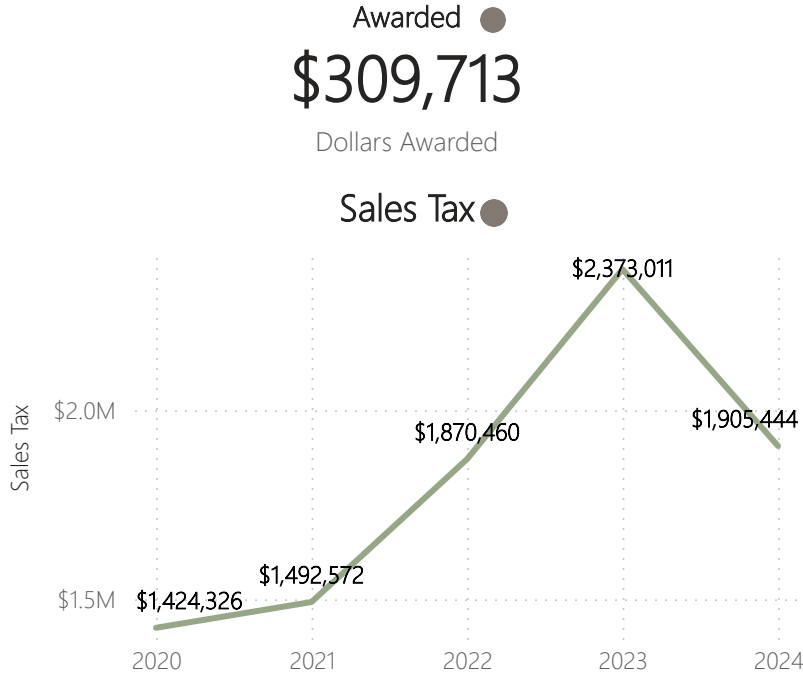 Awarded
$309,713
Dollars Awarded
Sales Tax
$2,373,011
$2.0M
$1,905,444
$1,870,460
Sales Tax
$1,492,572
$1.5M
$1,424,326
2020
2021
2022
2023
2024